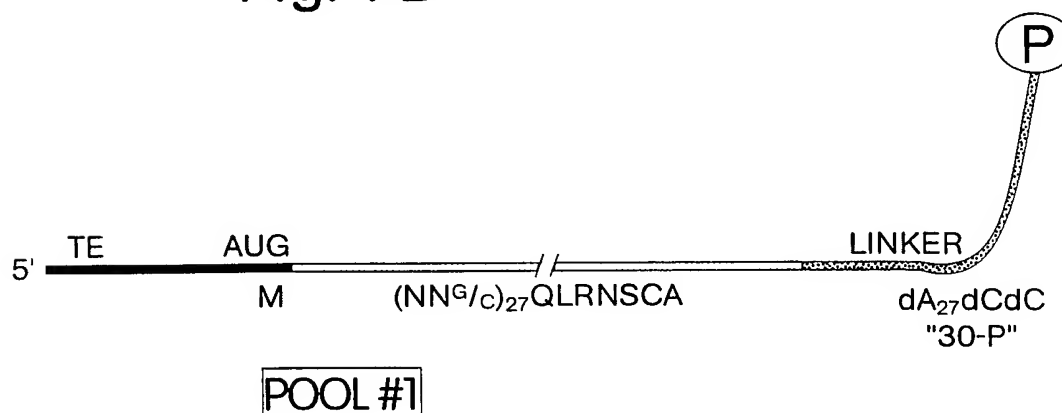 P
TE AUG LINKER
5'
M (NNG/C)27QLRNSCA dA27dCdC
"30-P"
POOL #1